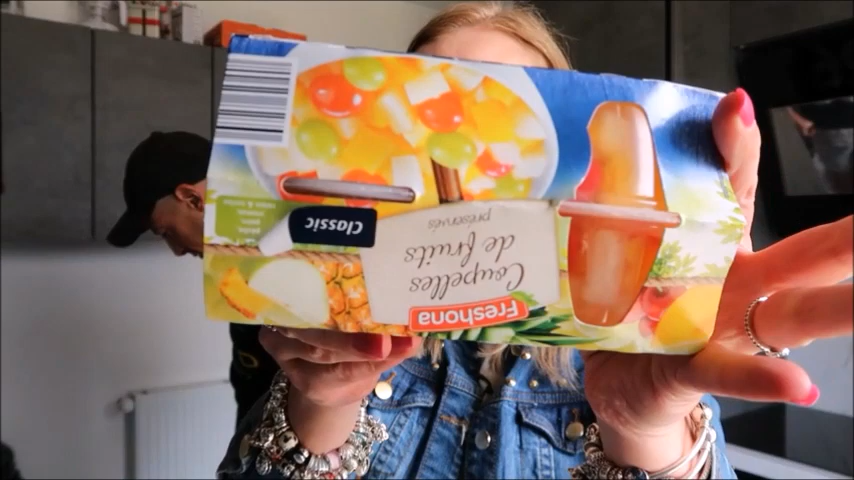 Freshona
Coupelles
de fruits
préservés
Classic